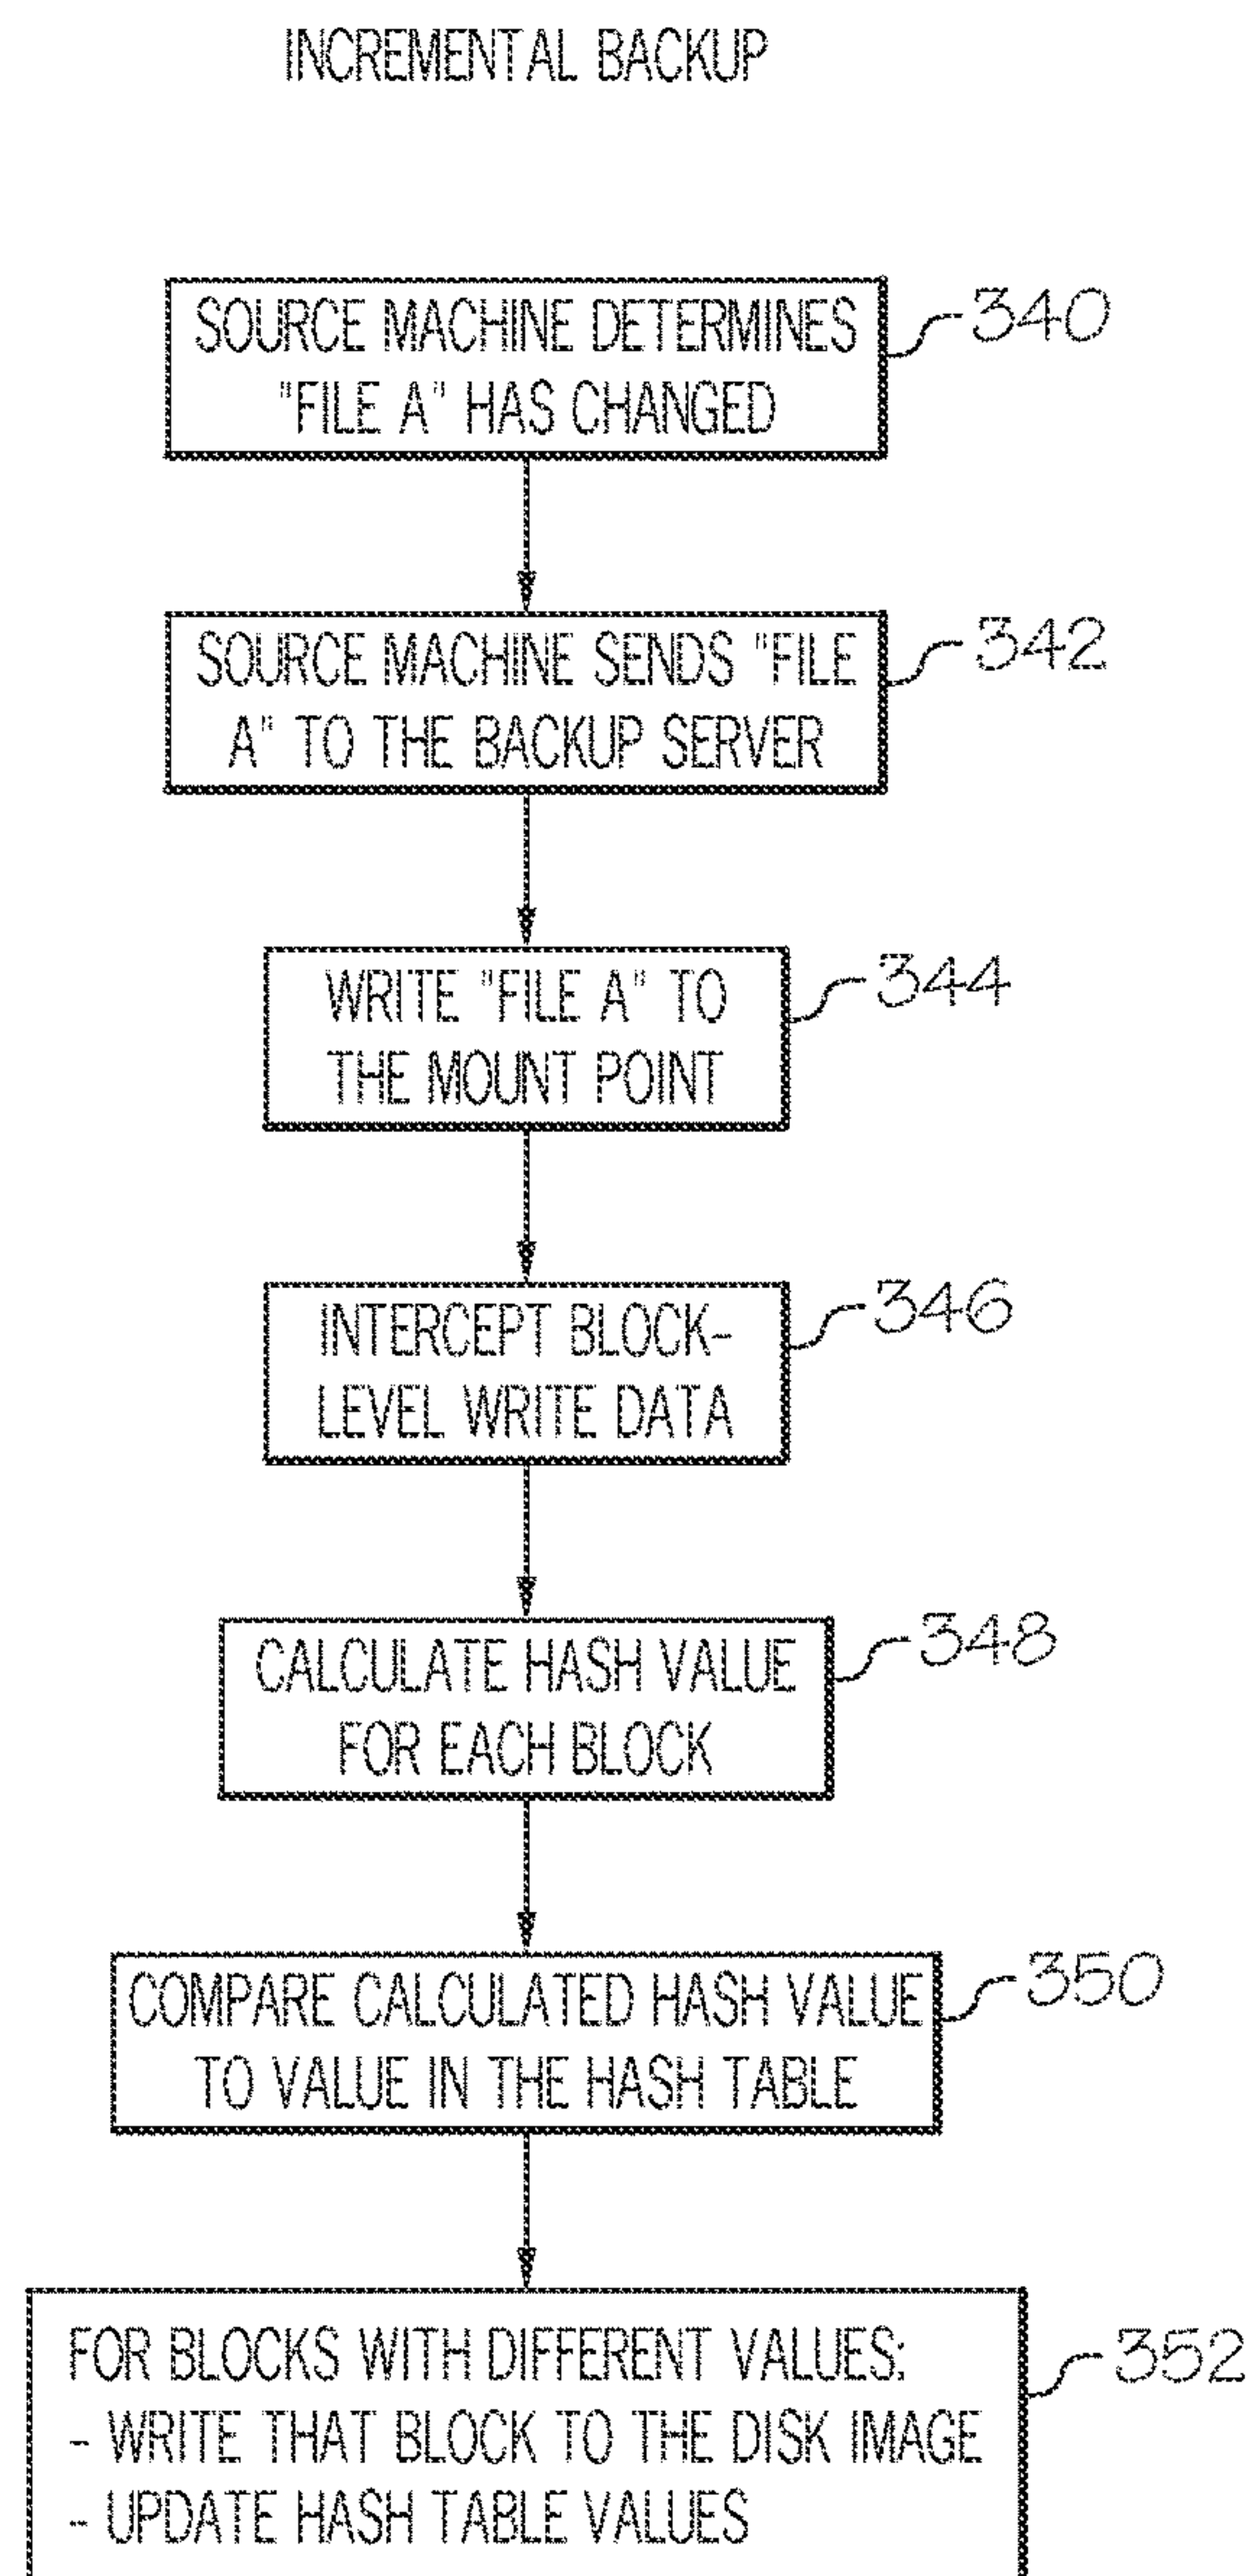 INCREMENTAL BACKUP
SOURCE MACHINE DETERMINES
"FILE A" HAS CHANGED
340
SOURCE MACHINE SENDS "FILE
A" TO THE BACKUP SERVER
342
WRITE "FILE A" TO
THE MOUNT POINT
344
INTERCEPT BLOCK-
LEVEL WRITE DATA
346
CALCULATE HASH VALUE
FOR EACH BLOCK
348
COMPARE CALCULATED HASH VALUE
TO VALUE IN THE HASH TABLE
350
FOR BLOCKS WITH DIFFERENT VALUES:
- WRITE THAT BLOCK TO THE DISK IMAGE
- UPDATE HASH TABLE VALUES
352